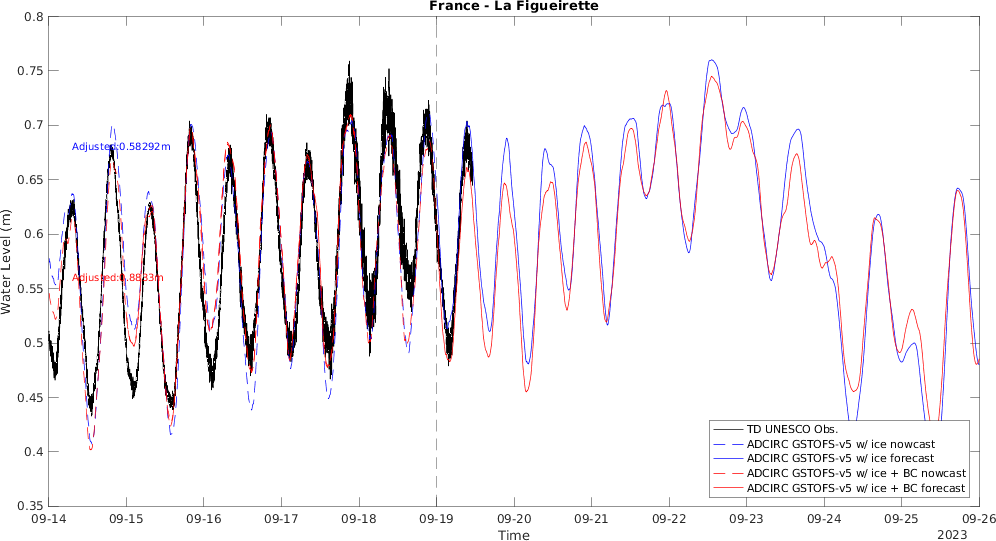 France - La Figueirette
0.8
0.75
0.7
0.65
0.6
0.55
0.5
0.45
0.4
0.35
Water Level (m)
Adjusted:0.58292m
Adjusted:0.8833m
TD UNESCO Obs.
ADCIRC GSTOFS-v5 w/ ice nowcast
ADCIRC GSTOFS-v5 w/ ice forecast
ADCIRC GSTOFS-v5 w/ ice + BC nowcast
ADCIRC GSTOFS-v5 w/ ice + BC forecast
09-14 09-15 09-16 09-17 09-18 09-19 09-20 09-21 09-22 09-23 09-24 09-25 09-26
Time
2023